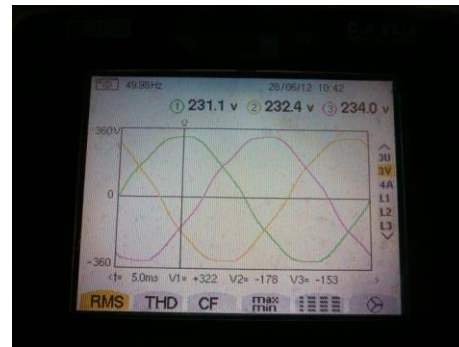 49.98Hz 28/06/12 10:42
1 231.1 v 2 232.4 v 3 234.0 v
360V
3U
3V
0
4A
L1
L2
L3
-360
<t= 5.0ms V1= +322 V2= -178 V3= -153 >
RMS THD CF max min